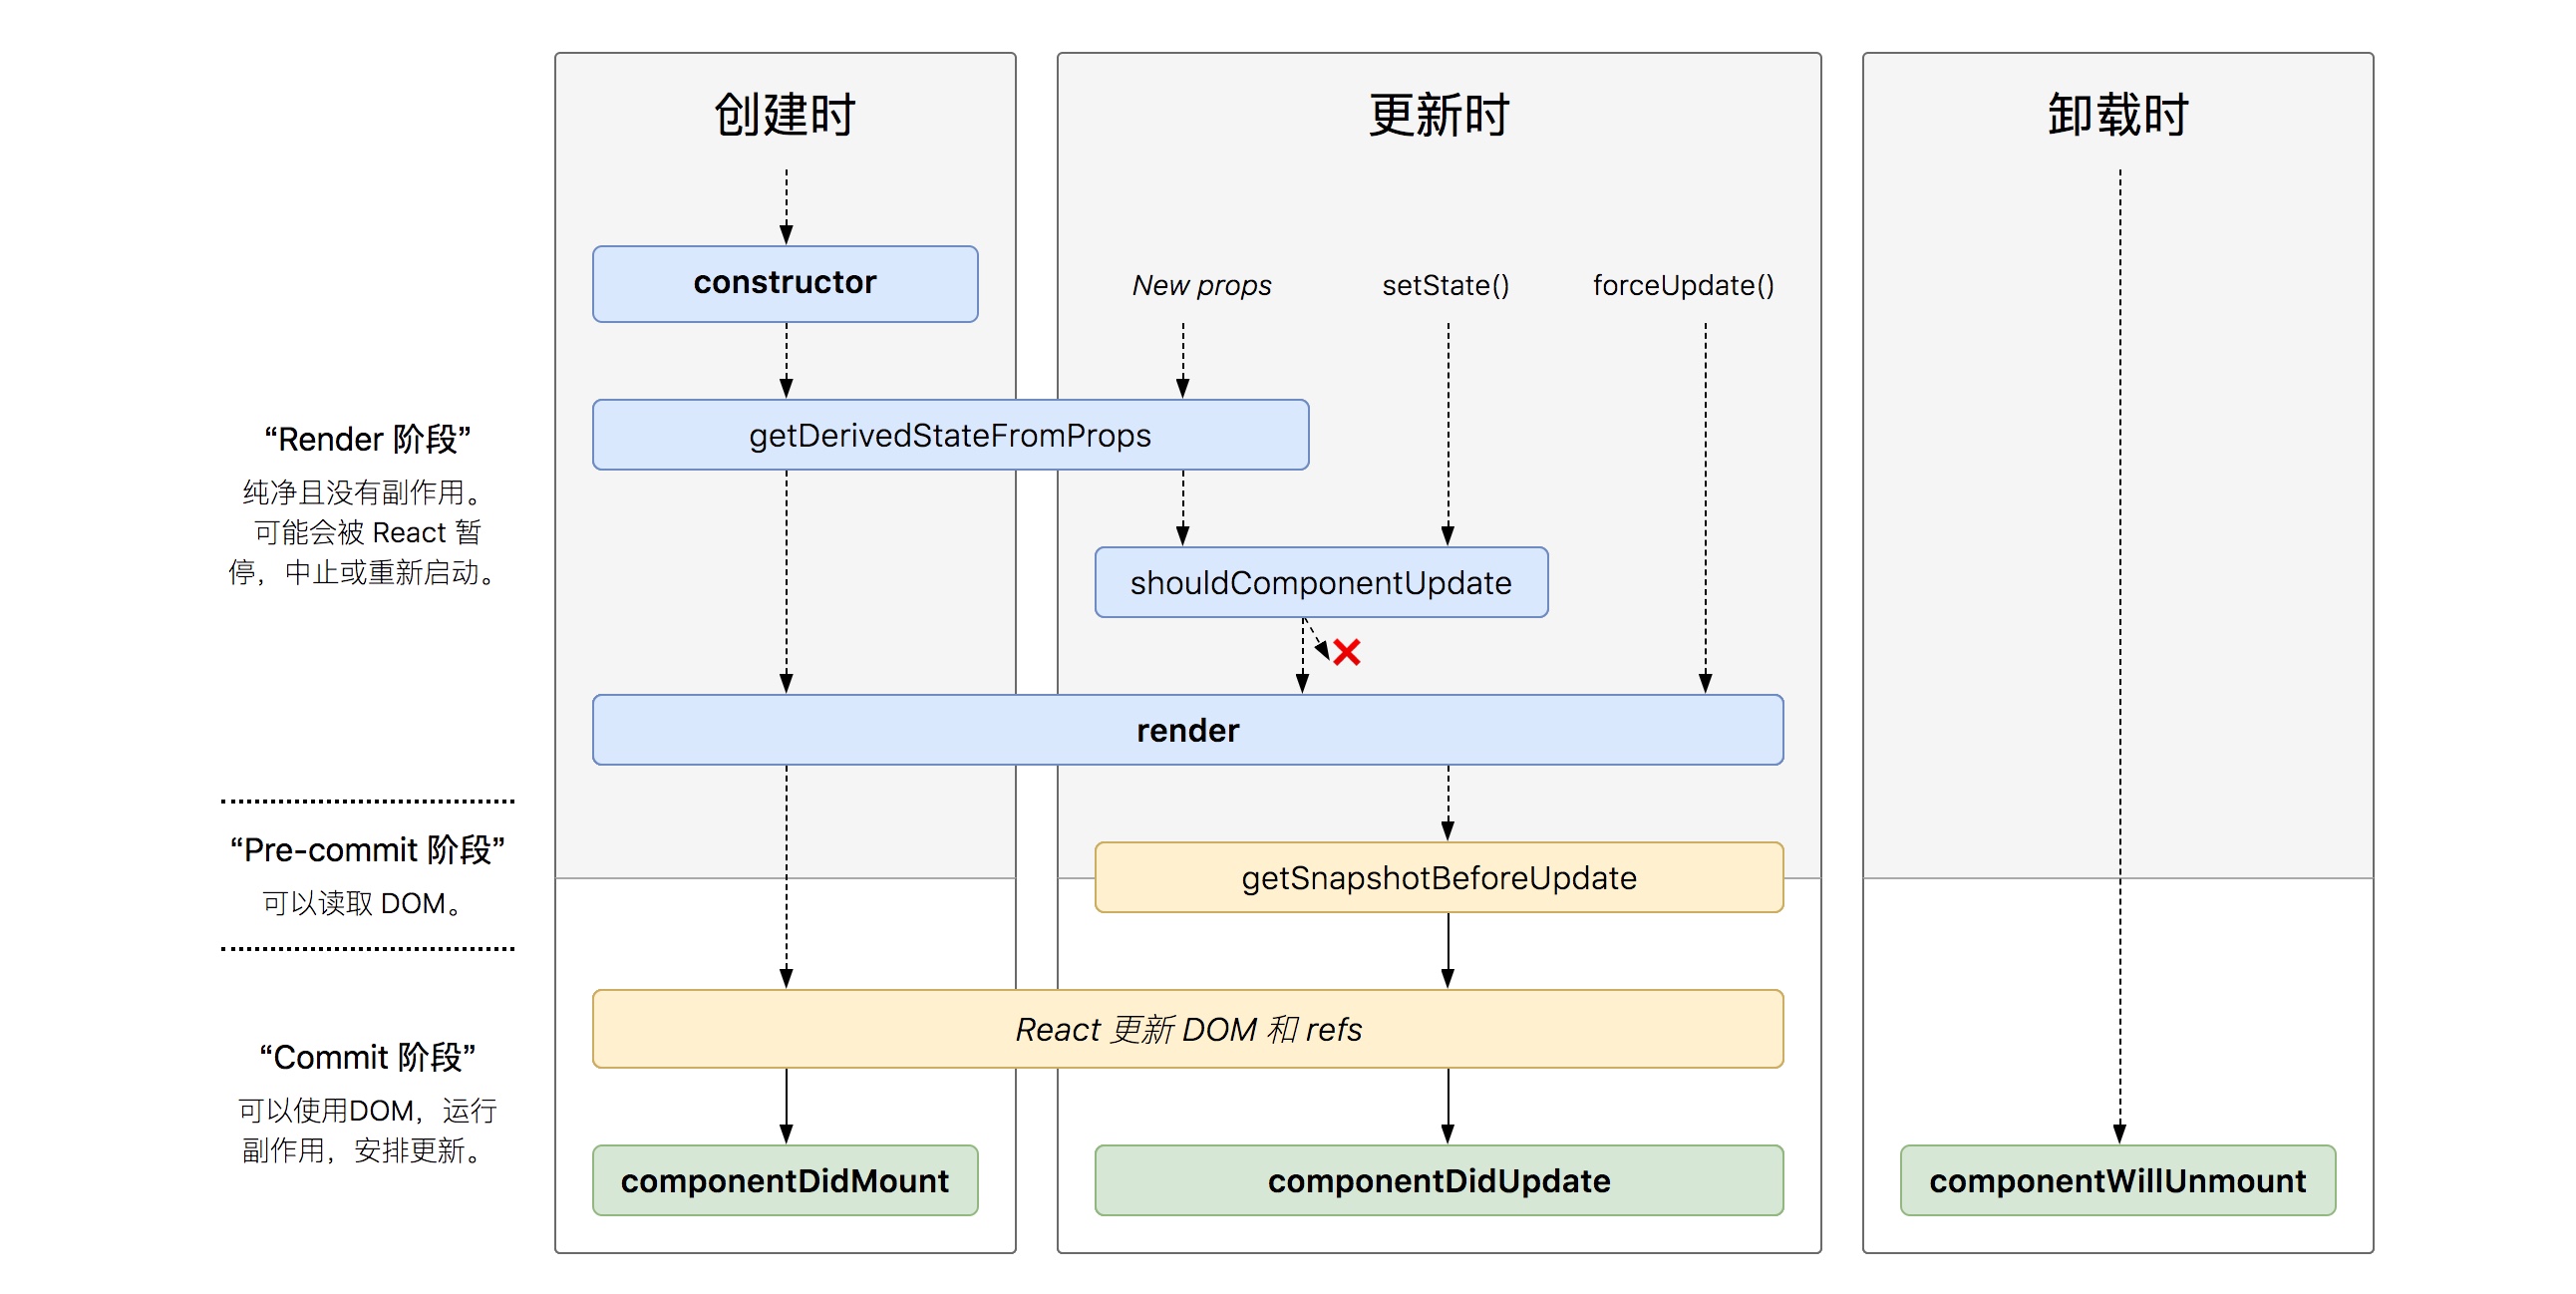 创建时
更新时
卸载时
constructor
New props
setState()
forceUpdate()
“Render 阶段”
纯净且没有副作用。
可能会被 React 暂
停，中止或重新启动。
getDerivedStateFromProps
shouldComponentUpdate
render
“Pre-commit 阶段”
可以读取 DOM。
getSnapshotBeforeUpdate
React 更新 DOM 和 refs
“Commit 阶段”
可以使用DOM，运行
副作用，安排更新。
componentDidMount
componentDidUpdate
componentWillUnmount